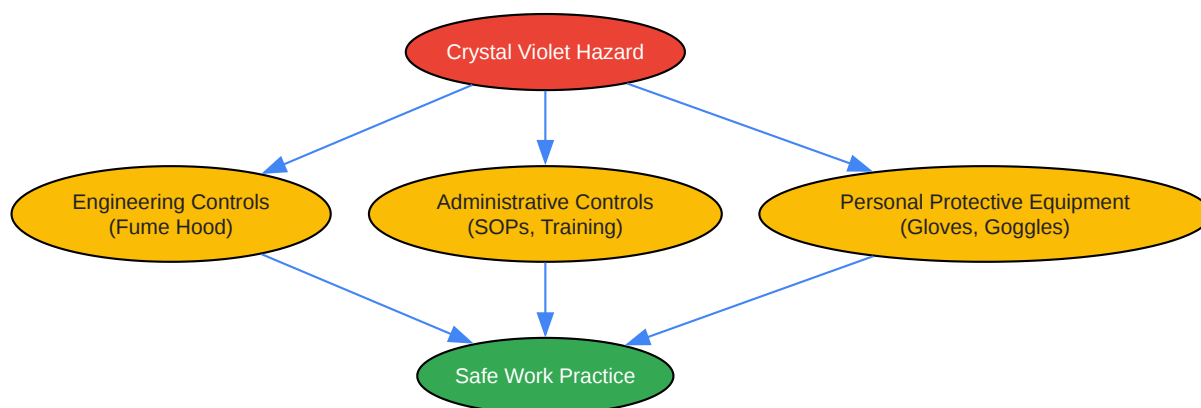 Crystal Violet Hazard
Engineering Controls
(Fume Hood)
Administrative Controls
(SOPs, Training)
Personal Protective Equipment
(Gloves, Goggles)
Safe Work Practice